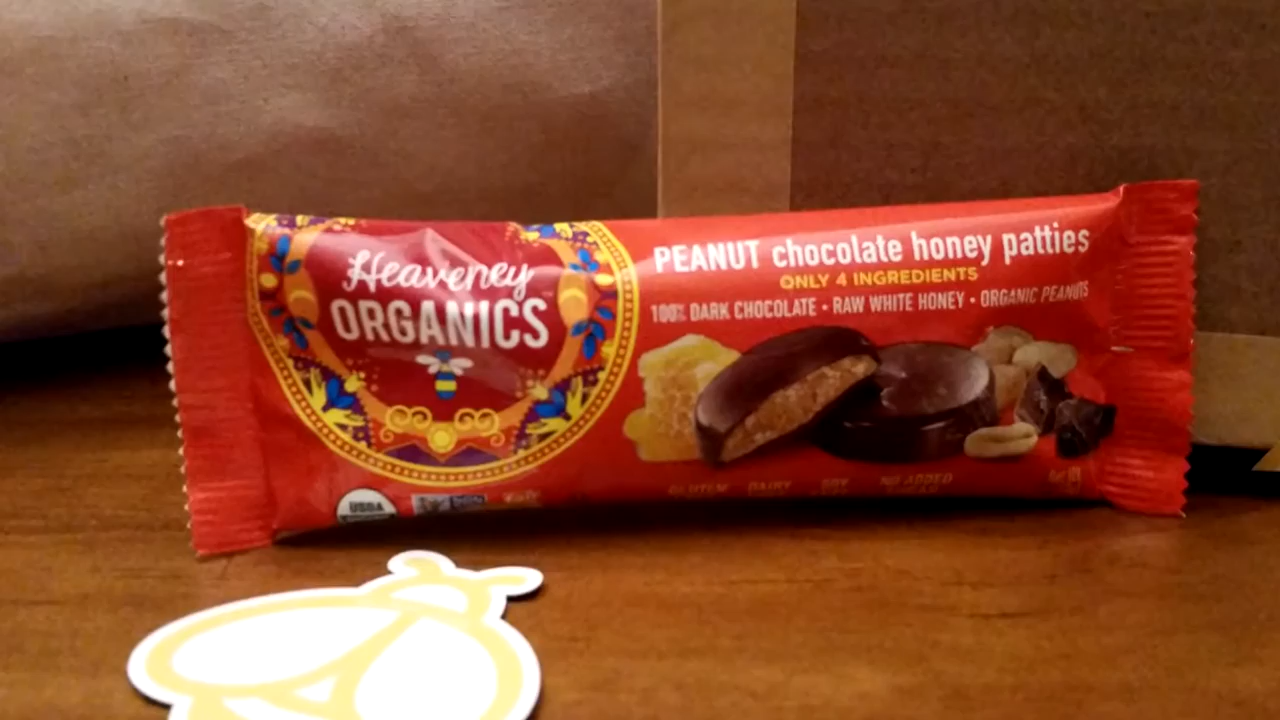 Heaveney
ORGANICS
PEANUT chocolate honey patties
ONLY 4 INGREDIENTS
100% DARK CHOCOLATE • RAW WHITE HONEY • ORGANIC PEANUTS
GLUTEN DAIRY SOY NO ADDED
USDA